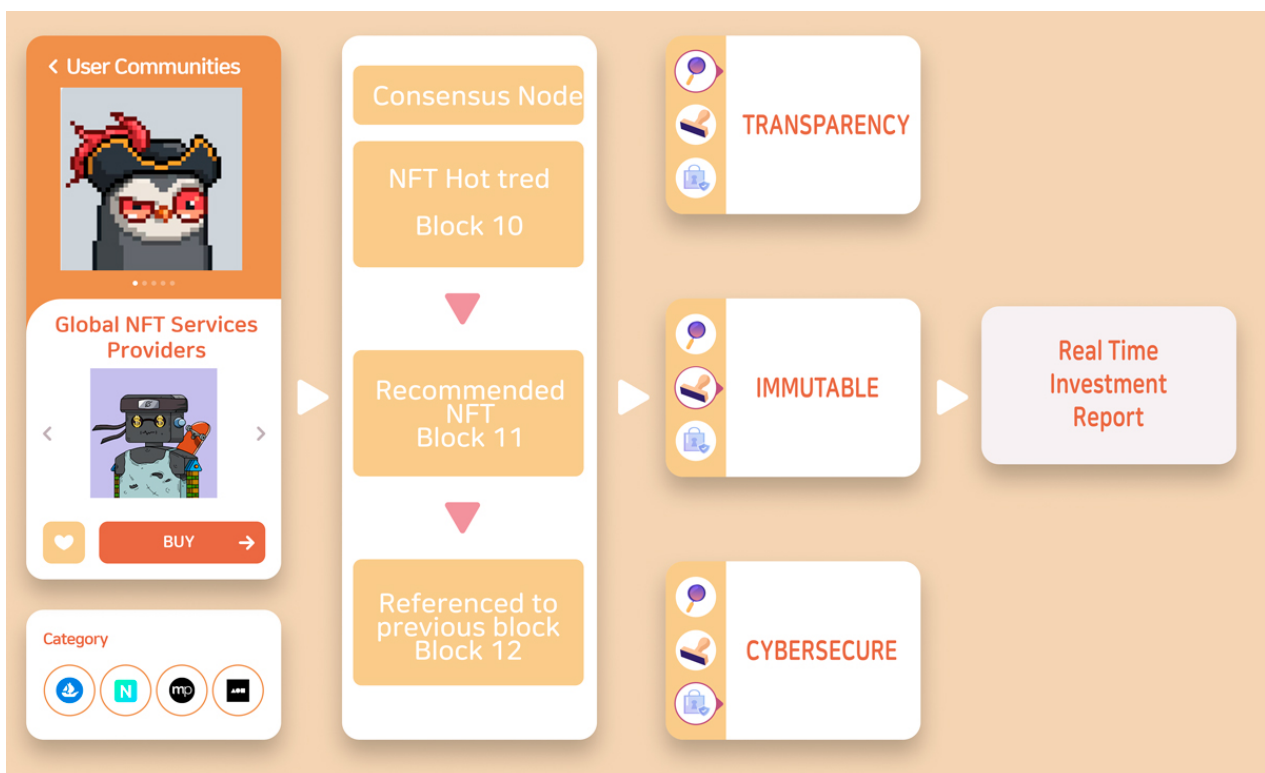 User Communities
Global NFT Services
Providers
BUY
Category
N
mp
Consensus Node
NFT Hot tred
Block 10
Recommended
NFT
Block 11
Referenced to
previous block
Block 12
TRANSPARENCY
IMMUTABLE
CYBERSECURE
Real Time
Investment
Report